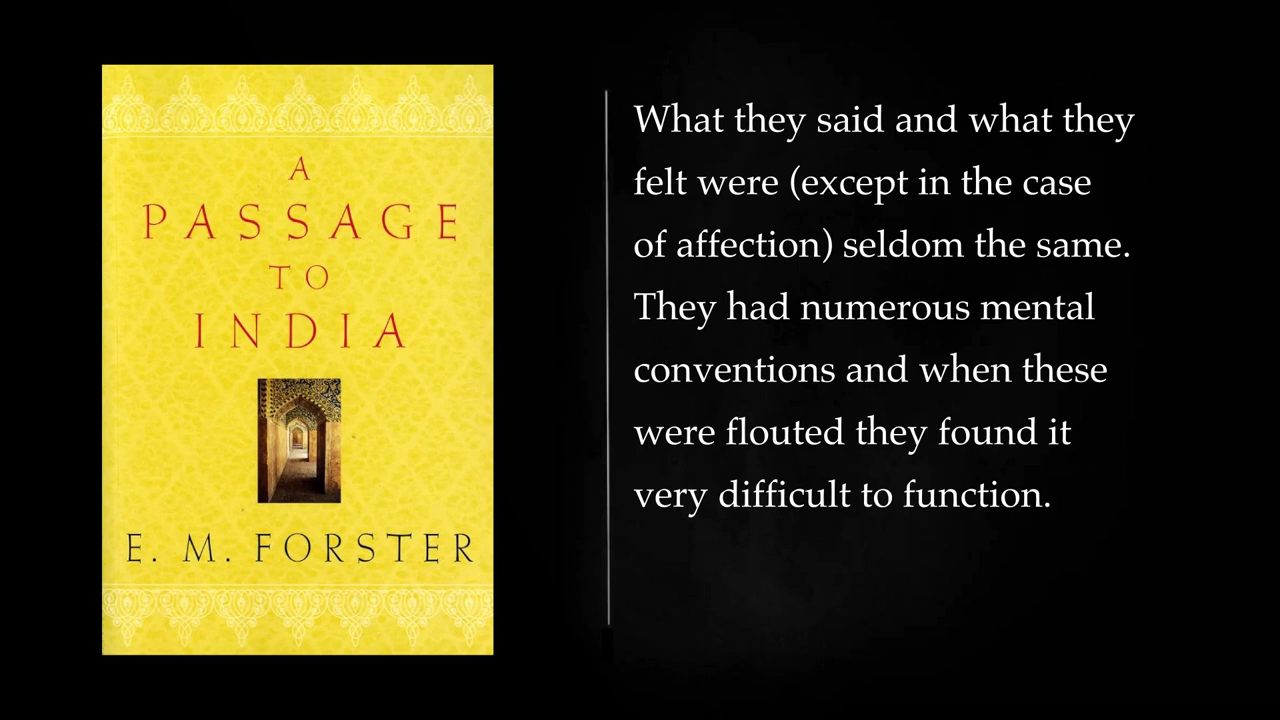 A
PASSAGE
TO
INDIA
E. M. FORSTER
What they said and what they
felt were (except in the case
of affection) seldom the same.
They had numerous mental
conventions and when these
were flouted they found it
very difficult to function.